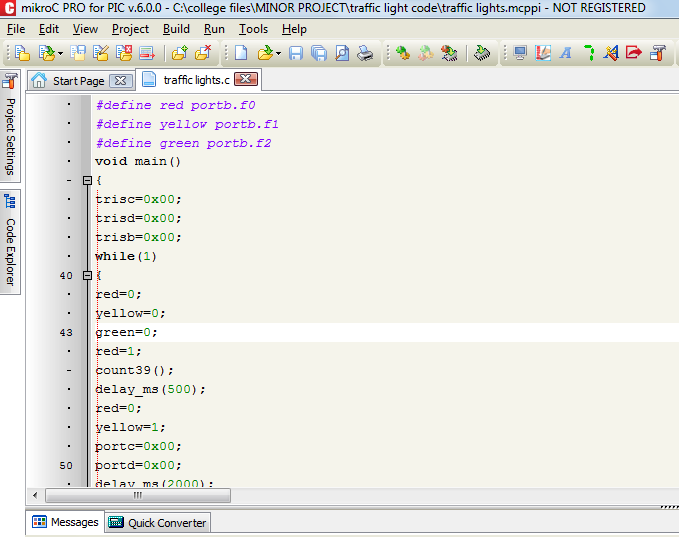 mikroC PRO for PIC v.6.0.0 - C:\college files\MINOR PROJECT\traffic light code\traffic lights.mcppi - NOT REGISTERED
File Edit View Project Build Run Tools Help
Start Page traffic lights.c
Project Settings
Code Explorer
#define red portb.f0
#define yellow portb.f1
#define green portb.f2
void main()
{
trisc=0x00;
trisd=0x00;
trisb=0x00;
while(1)
40 {
red=0;
yellow=0;
43 green=0;
red=1;
count39();
delay_ms(500);
red=0;
yellow=1;
portc=0x00;
50 portd=0x00;
delay_ms(2000);
Messages Quick Converter